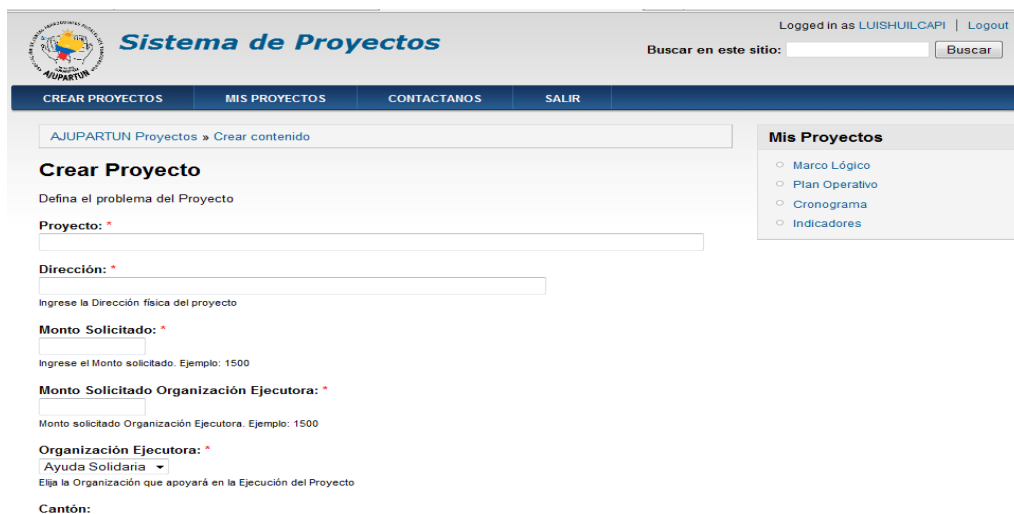 Logged in as LUISHUILCAPI | Logout
Sistema de Proyectos
Buscar en este sitio: Buscar
AJUPARTUN
CREAR PROYECTOS MIS PROYECTOS CONTACTANOS SALIR
AJUPARTUN Proyectos » Crear contenido
Crear Proyecto
Defina el problema del Proyecto
Proyecto: *
Dirección: *
Ingrese la Dirección física del proyecto
Monto Solicitado: *
Ingrese el Monto solicitado. Ejemplo: 1500
Monto Solicitado Organización Ejecutora: *
Monto solicitado Organización Ejecutora. Ejemplo: 1500
Organización Ejecutora: *
Ayuda Solidaria
Elija la Organización que apoyará en la Ejecución del Proyecto
Cantón:
Mis Proyectos
Marco Lógico
Plan Operativo
Cronograma
Indicadores